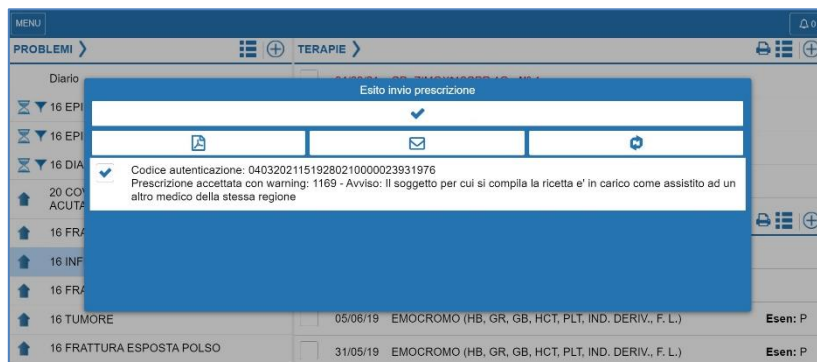 MENU
0
PROBLEMI
TERAPIE
Diario
Esito invio prescrizione
16 EPI
16 EPI
16 DIA
Codice autenticazione: 040320211519280210000023931976
Prescrizione accettata con warning: 1169 - Avviso: Il soggetto per cui si compila la ricetta e' in carico come assistito ad un
altro medico della stessa regione
20 COV
ACUTA
16 FRA
16 INF
16 FRA
16 TUMORE
05/06/19 EMOCROMO (HB, GR, GB, HCT, PLT, IND. DERIV., F. L.) Esen: P
16 FRATTURA ESPOSTA POLSO
31/05/19 EMOCROMO (HB, GR, GB, HCT, PLT, IND. DERIV., F. L.) Esen: P